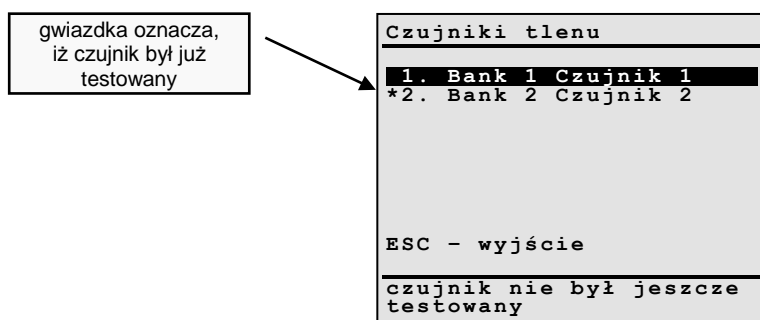 gwiazdka oznacza,
iż czujnik był już
testowany
Czujniki tlenu
1. Bank 1 Czujnik 1
*2. Bank 2 Czujnik 2
ESC – wyjście
czujnik nie był jeszcze
testowany